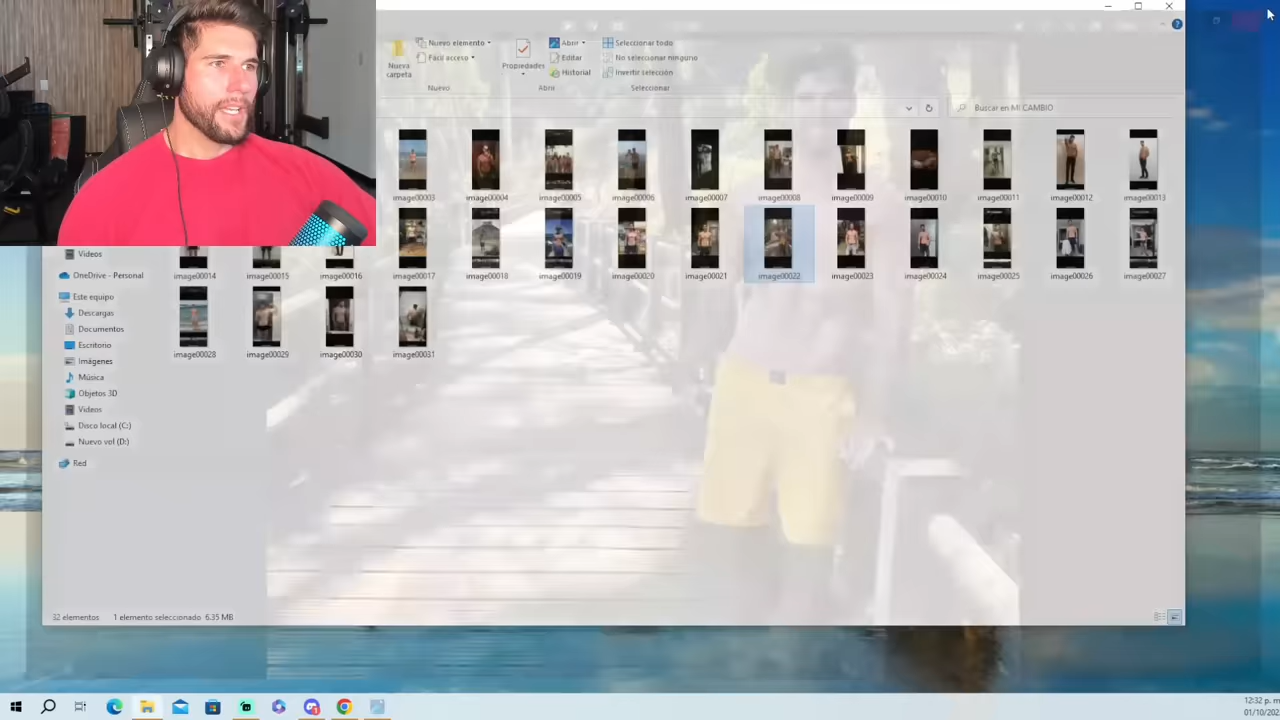 Nuevo elemento
Abrir
Seleccionar todo
Fácil acceso
Editar
No seleccionar ninguno
Nueva
carpeta
Propiedades
Historial
Invertir selección
Nuevo
Abrir
Seleccionar
Buscar en MI CAMBIO
image00003 image00004 image00005 image00006 image00007 image00008 image00009 image00010 image00011 image00012 image00013
Vídeos
OneDrive - Personal
Este equipo
Descargas
Documentos
Escritorio
Imágenes
Música
Objetos 3D
Vídeos
Disco local (C:)
Nuevo vol (D:)
Red
image00014 image00015 image00016 image00017 image00018 image00019 image00020 image00021 image00022 image00023 image00024 image00025 image00026 image00027
image00028 image00029 image00030 image00031
32 elementos 1 elemento seleccionado 6.35 MB
12:32 p. m
01/10/202